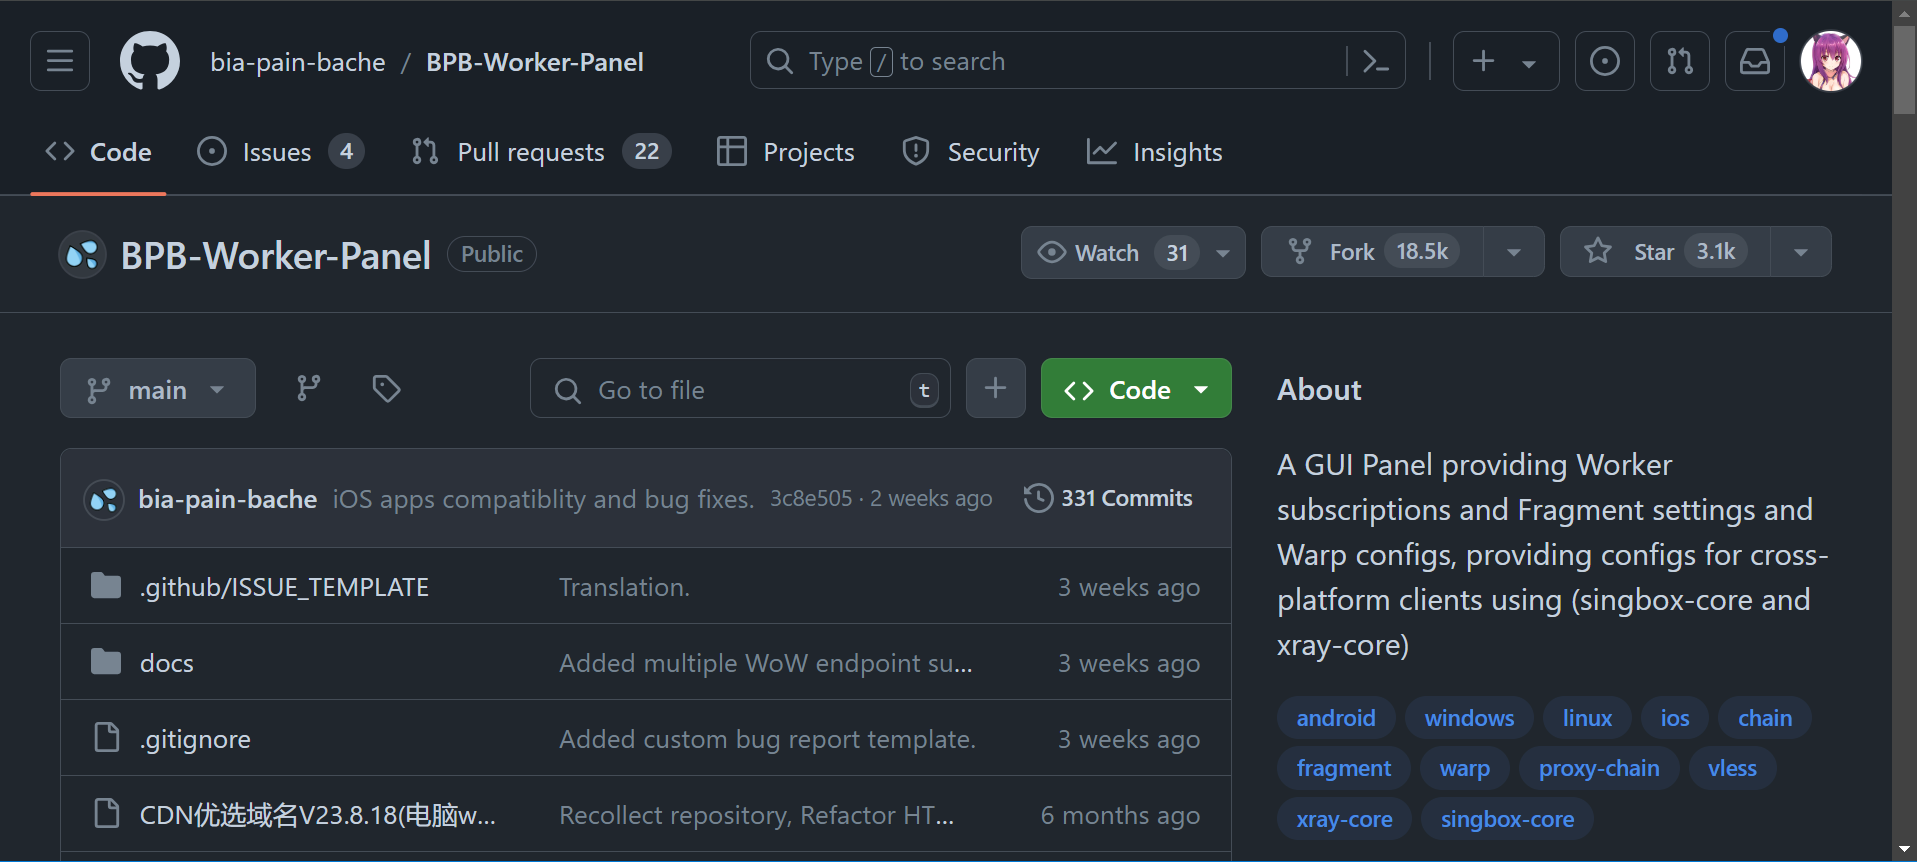 bia-pain-bache / BPB-Worker-Panel
Type / to search
Code
Issues 4
Pull requests 22
Projects
Security
Insights
BPB-Worker-Panel Public
Watch 31
Fork 18.5k
Star 3.1k
main
Go to file t
Code
bia-pain-bache iOS apps compatiblity and bug fixes. 3c8e505 · 2 weeks ago 331 Commits
.github/ISSUE_TEMPLATE Translation. 3 weeks ago
docs Added multiple WoW endpoint su... 3 weeks ago
.gitignore Added custom bug report template. 3 weeks ago
CDN优选域名V23.8.18(电脑w... Recollect repository, Refactor HT... 6 months ago
About
A GUI Panel providing Worker
subscriptions and Fragment settings and
Warp configs, providing configs for cross-
platform clients using (singbox-core and
xray-core)
android windows linux ios chain
fragment warp proxy-chain vless
xray-core singbox-core